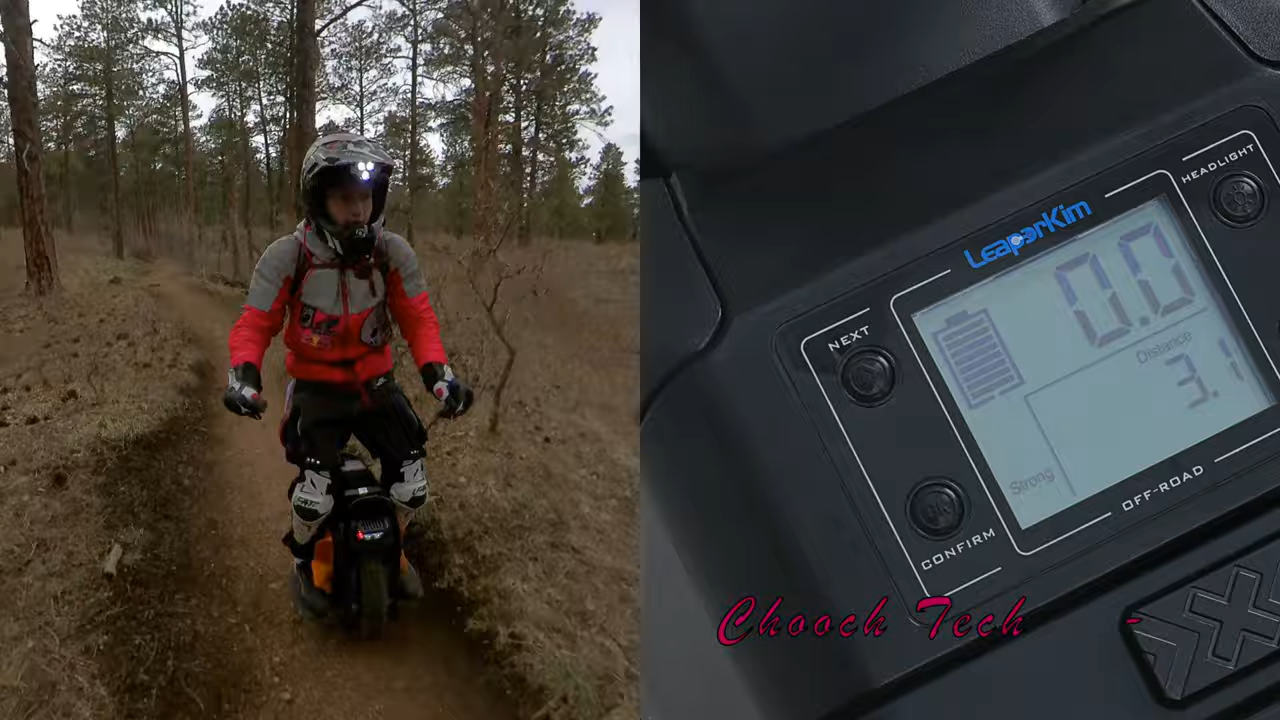 LeaperKim
HEADLIGHT
NEXT
0.0
Distance
3.1
Strong
OFF-ROAD
CONFIRM
Chooch Tech -